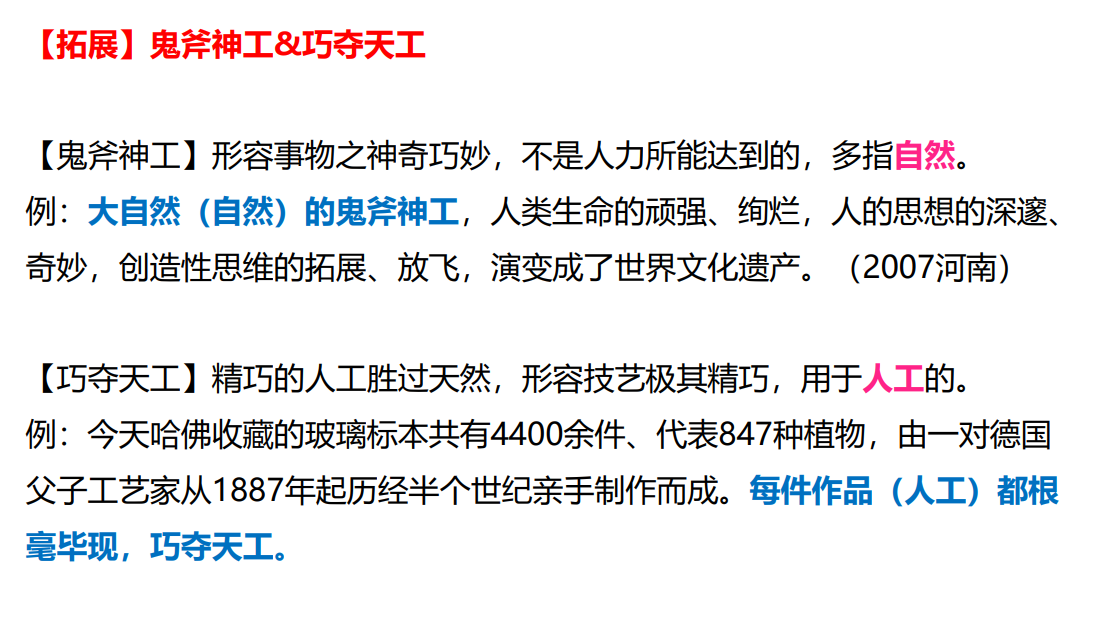 【拓展】鬼斧神工&巧夺天工
【鬼斧神工】形容事物之神奇巧妙，不是人力所能达到的，多指自然。
例：大自然（自然）的鬼斧神工，人类生命的顽强、绚烂，人的思想的深邃、
奇妙，创造性思维的拓展、放飞，演变成了世界文化遗产。（2007河南）
【巧夺天工】精巧的人工胜过天然，形容技艺极其精巧，用于人工的。
例：今天哈佛收藏的玻璃标本共有4400余件、代表847种植物，由一对德国
父子工艺家从1887年起历经半个世纪亲手制作而成。每件作品（人工）都根
毫毕现，巧夺天工。